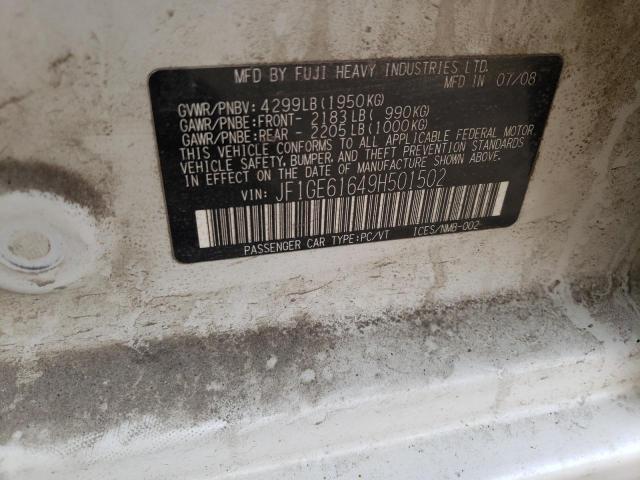 MFD BY FUJI HEAVY INDUSTRIES LTD.
MFD IN 07/08
GVWR/PNBV: 4299LB(1950KG)
GAWR/PNBE:FRONT- 2183LB( 990KG)
GAWR/PNBE:REAR - 2205LB(1000KG)
THIS VEHICLE CONFORMS TO ALL APPLICABLE FEDERAL MOTOR
VEHICLE SAFETY, BUMPER, AND THEFT PREVENTION STANDARDS
IN EFFECT ON THE DATE OF MANUFACTURE SHOWN ABOVE.
VIN: JF1GE61649H501502
PASSENGER CAR TYPE:PC/VT ICES/NMB-002